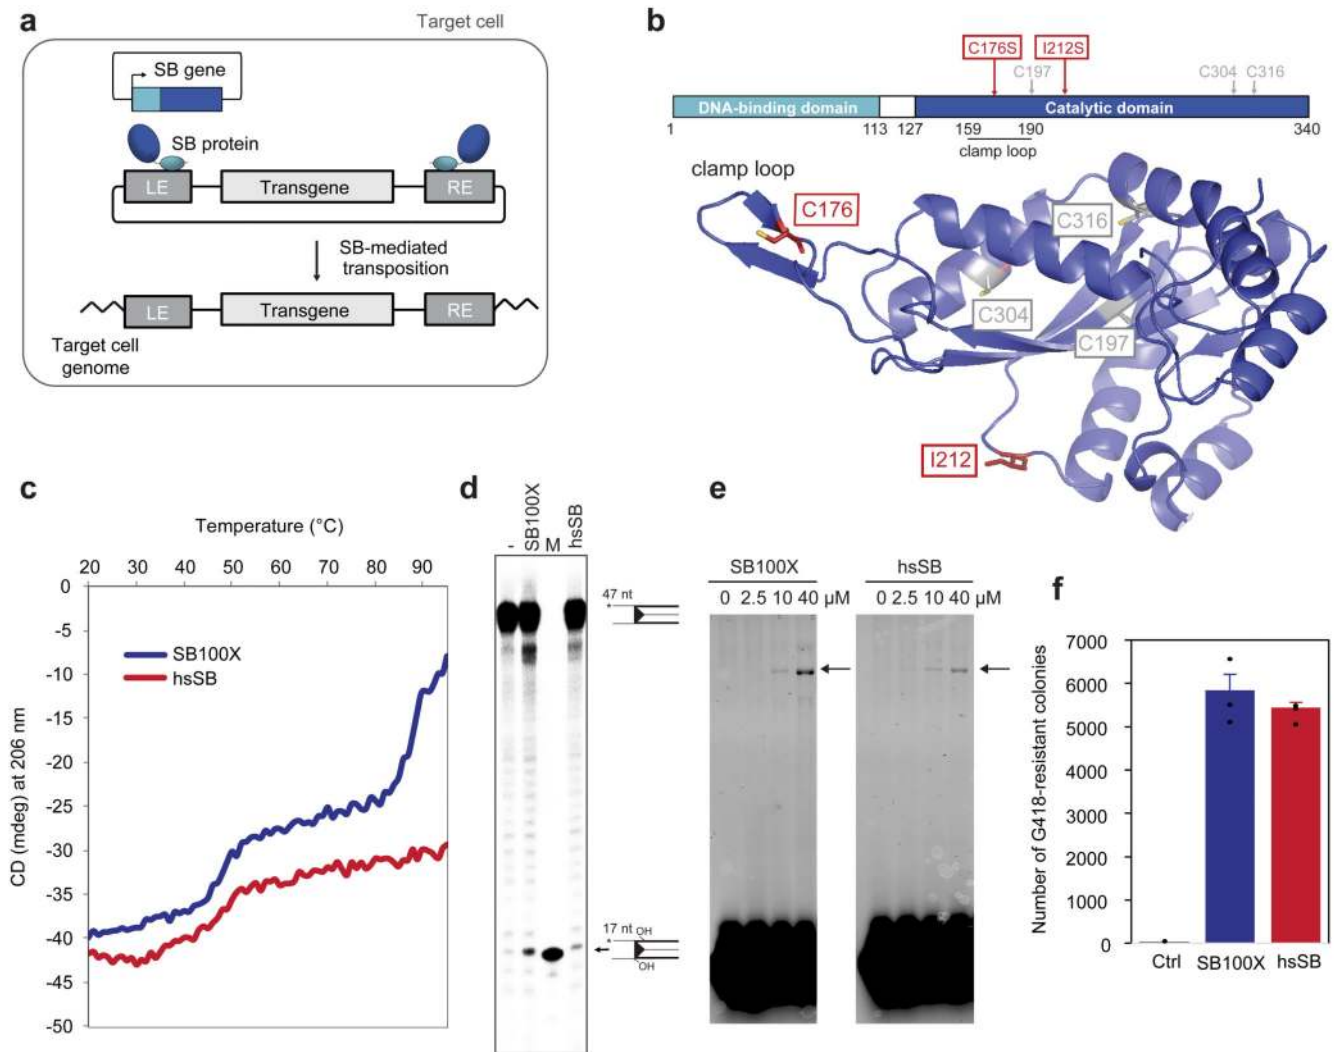 a
Target cell
SB gene
SB protein
LE
Transgene
RE
SB-mediated
transposition
LE
Transgene
RE
Target cell
genome
b
C176S
I212S
C197
C304
C316
DNA-binding domain
Catalytic domain
1
113
127
159
190
340
clamp loop
clamp loop
C176
C316
C304
C197
I212
c
Temperature (°C)
20 30 40 50 60 70 80 90
0
-5
-10
-15
-20
-25
-30
-35
-40
-45
-50
CD (mdeg) at 206 nm
SB100X
hsSB
d
- SB100X M hsSB
47 nt
*
17 nt OH
*
OH
e
SB100X
0 2.5 10 40 µM
hsSB
0 2.5 10 40 µM
f
Number of G418-resistant colonies
7000
6000
5000
4000
3000
2000
1000
0
Ctrl SB100X hsSB